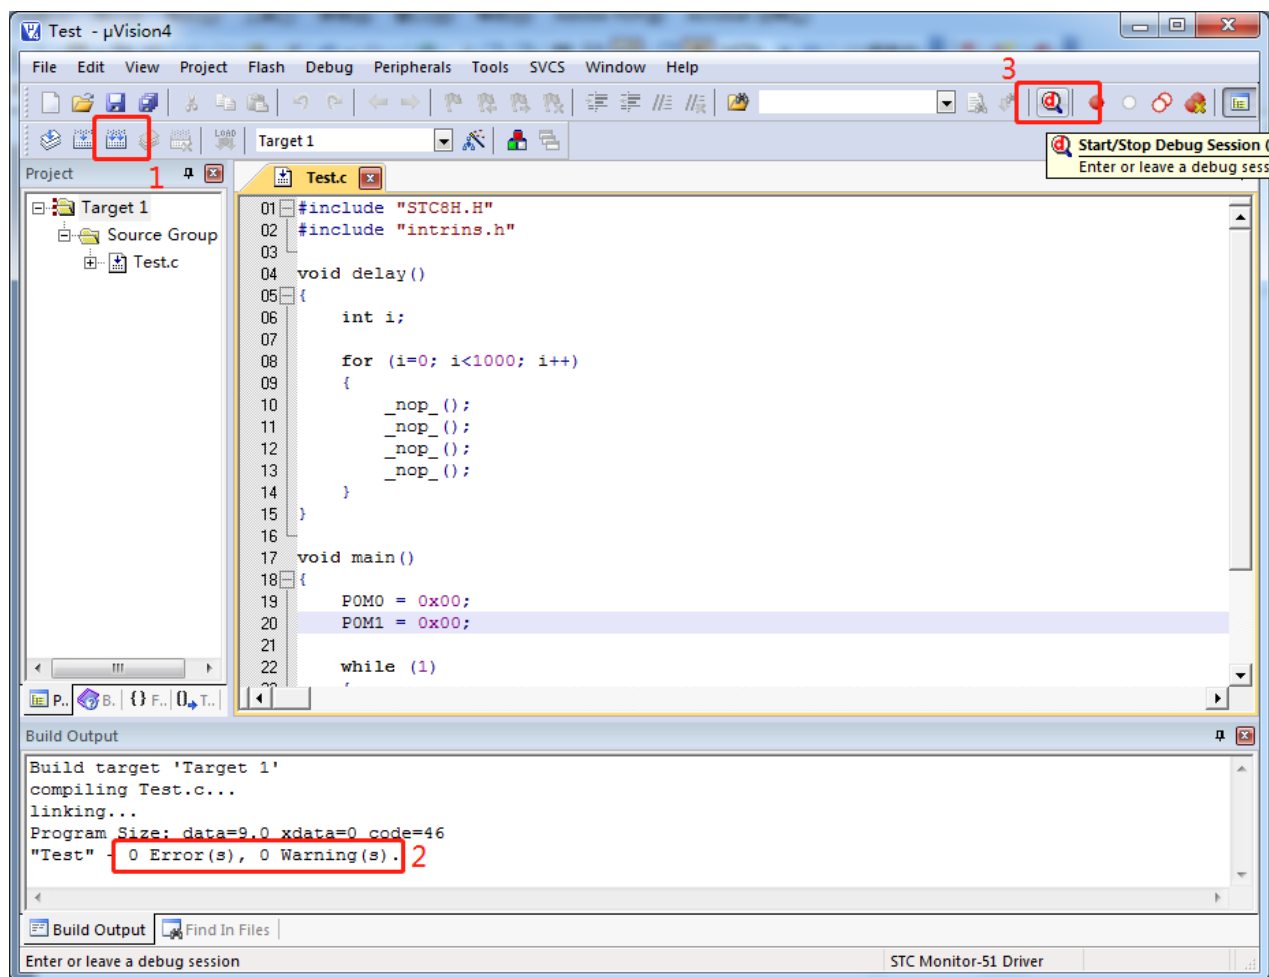 Test - µVision4
File Edit View Project Flash Debug Peripherals Tools SVCS Window Help
3
LOAD Target 1
Start/Stop Debug Session (
Enter or leave a debug sess
Project
1
Test.c
Target 1
Source Group
Test.c
01 #include "STC8H.H"
02 #include "intrins.h"
03
04 void delay()
05 {
06 int i;
07
08 for (i=0; i<1000; i++)
09 {
10 _nop_();
11 _nop_();
12 _nop_();
13 _nop_();
14 }
15 }
16
17 void main()
18 {
19 P0M0 = 0x00;
20 P0M1 = 0x00;
21
22 while (1)
23 {
P.. B. {} F.. 0 T..
Build Output
Build target 'Target 1'
compiling Test.c...
linking...
Program Size: data=9.0 xdata=0 code=46
"Test" - 0 Error(s), 0 Warning(s).
2
Build Output Find In Files
Enter or leave a debug session STC Monitor-51 Driver